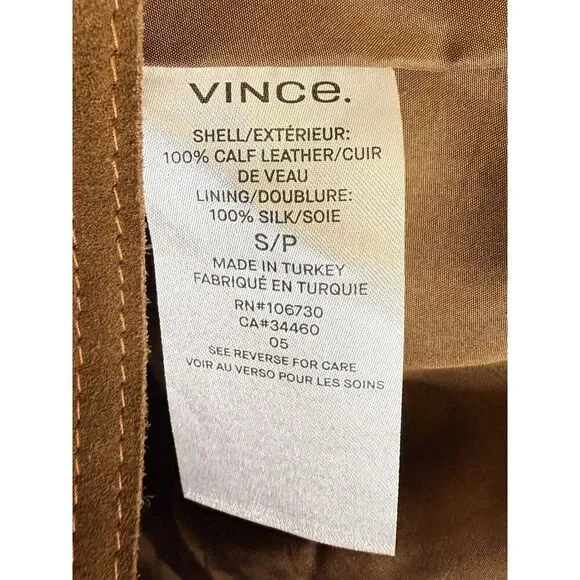 VINCe.
SHELL/EXTÉRIEUR:
100% CALF LEATHER/CUIR
DE VEAU
LINING/DOUBLURE:
100% SILK/SOIE
S/P
MADE IN TURKEY
FABRIQUÉ EN TURQUIE
RN#106730
CA#34460
05
SEE REVERSE FOR CARE
VOIR AU VERSO POUR LES SOINS